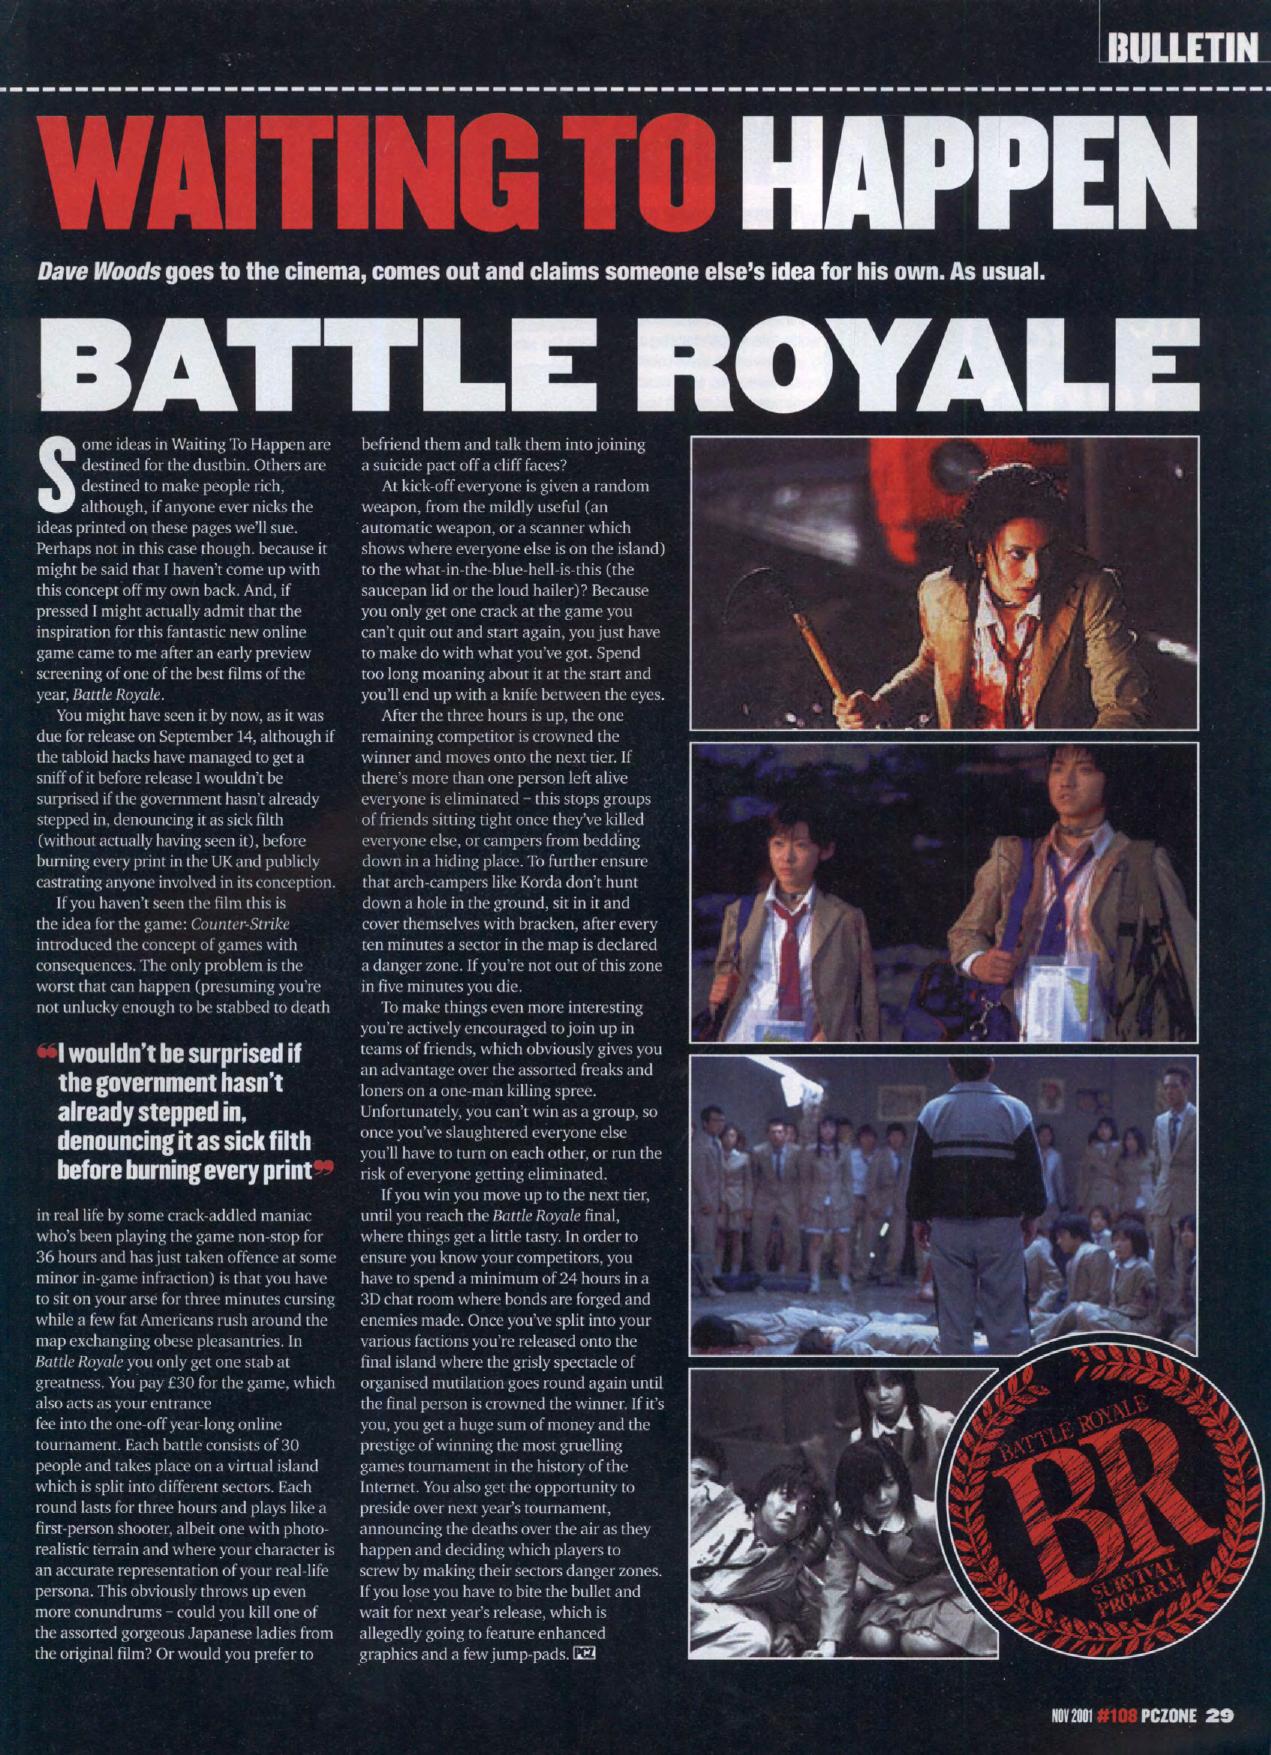 BULLETIN
WAITING TO HAPPEN
Dave Woods goes to the cinema, comes out and claims someone else's idea for his own. As usual.
BATTLE ROYALE
Some ideas in Waiting To Happen are
destined for the dustbin. Others are
destined to make people rich,
although, if anyone ever nicks the
ideas printed on these pages we'll sue.
Perhaps not in this case though. because it
might be said that I haven't come up with
this concept off my own back. And, if
pressed I might actually admit that the
inspiration for this fantastic new online
game came to me after an early preview
screening of one of the best films of the
year, Battle Royale.
You might have seen it by now, as it was
due for release on September 14, although if
the tabloid hacks have managed to get a
sniff of it before release I wouldn't be
surprised if the government hasn't already
stepped in, denouncing it as sick filth
(without actually having seen it), before
burning every print in the UK and publicly
castrating anyone involved in its conception.
If you haven't seen the film this is
the idea for the game: Counter-Strike
introduced the concept of games with
consequences. The only problem is the
worst that can happen (presuming you're
not unlucky enough to be stabbed to death
“I wouldn't be surprised if
the government hasn't
already stepped in,
denouncing it as sick filth
before burning every print”
in real life by some crack-addled maniac
who's been playing the game non-stop for
36 hours and has just taken offence at some
minor in-game infraction) is that you have
to sit on your arse for three minutes cursing
while a few fat Americans rush around the
map exchanging obese pleasantries. In
Battle Royale you only get one stab at
greatness. You pay £30 for the game, which
also acts as your entrance
fee into the one-off year-long online
tournament. Each battle consists of 30
people and takes place on a virtual island
which is split into different sectors. Each
round lasts for three hours and plays like a
first-person shooter, albeit one with photo-
realistic terrain and where your character is
an accurate representation of your real-life
persona. This obviously throws up even
more conundrums – could you kill one of
the assorted gorgeous Japanese ladies from
the original film? Or would you prefer to
befriend them and talk them into joining
a suicide pact off a cliff faces?
At kick-off everyone is given a random
weapon, from the mildly useful (an
automatic weapon, or a scanner which
shows where everyone else is on the island)
to the what-in-the-blue-hell-is-this (the
saucepan lid or the loud hailer)? Because
you only get one crack at the game you
can't quit out and start again, you just have
to make do with what you've got. Spend
too long moaning about it at the start and
you'll end up with a knife between the eyes.
After the three hours is up, the one
remaining competitor is crowned the
winner and moves onto the next tier. If
there's more than one person left alive
everyone is eliminated – this stops groups
of friends sitting tight once they've killed
everyone else, or campers from bedding
down in a hiding place. To further ensure
that arch-campers like Korda don't hunt
down a hole in the ground, sit in it and
cover themselves with bracken, after every
ten minutes a sector in the map is declared
a danger zone. If you're not out of this zone
in five minutes you die.
To make things even more interesting
you're actively encouraged to join up in
teams of friends, which obviously gives you
an advantage over the assorted freaks and
loners on a one-man killing spree.
Unfortunately, you can't win as a group, so
once you've slaughtered everyone else
you'll have to turn on each other, or run the
risk of everyone getting eliminated.
If you win you move up to the next tier,
until you reach the Battle Royale final,
where things get a little tasty. In order to
ensure you know your competitors, you
have to spend a minimum of 24 hours in a
3D chat room where bonds are forged and
enemies made. Once you've split into your
various factions you're released onto the
final island where the grisly spectacle of
organised mutilation goes round again until
the final person is crowned the winner. If it's
you, you get a huge sum of money and the
prestige of winning the most gruelling
games tournament in the history of the
Internet. You also get the opportunity to
preside over next year's tournament,
announcing the deaths over the air as they
happen and deciding which players to
screw by making their sectors danger zones.
If you lose you have to bite the bullet and
wait for next year's release, which is
allegedly going to feature enhanced
graphics and a few jump-pads. PCZ
BATTLE ROYALE
BR
SURVIVAL
PROGRAM
NOV 2001 #108 PCZONE 29